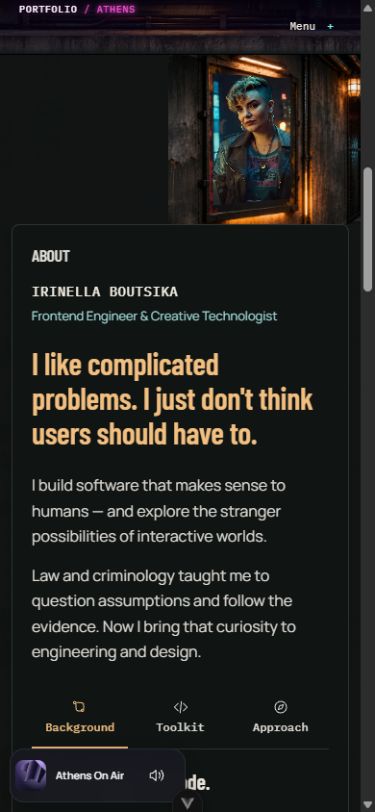 PORTFOLIO / ATHENS
Menu +
ABOUT
IRINELLA BOUTSIKA
Frontend Engineer & Creative Technologist
I like complicated
problems. I just don't think
users should have to.
I build software that makes sense to
humans — and explore the stranger
possibilities of interactive worlds.
Law and criminology taught me to
question assumptions and follow the
evidence. Now I bring that curiosity to
engineering and design.
Background
Toolkit
Approach
Athens On Air